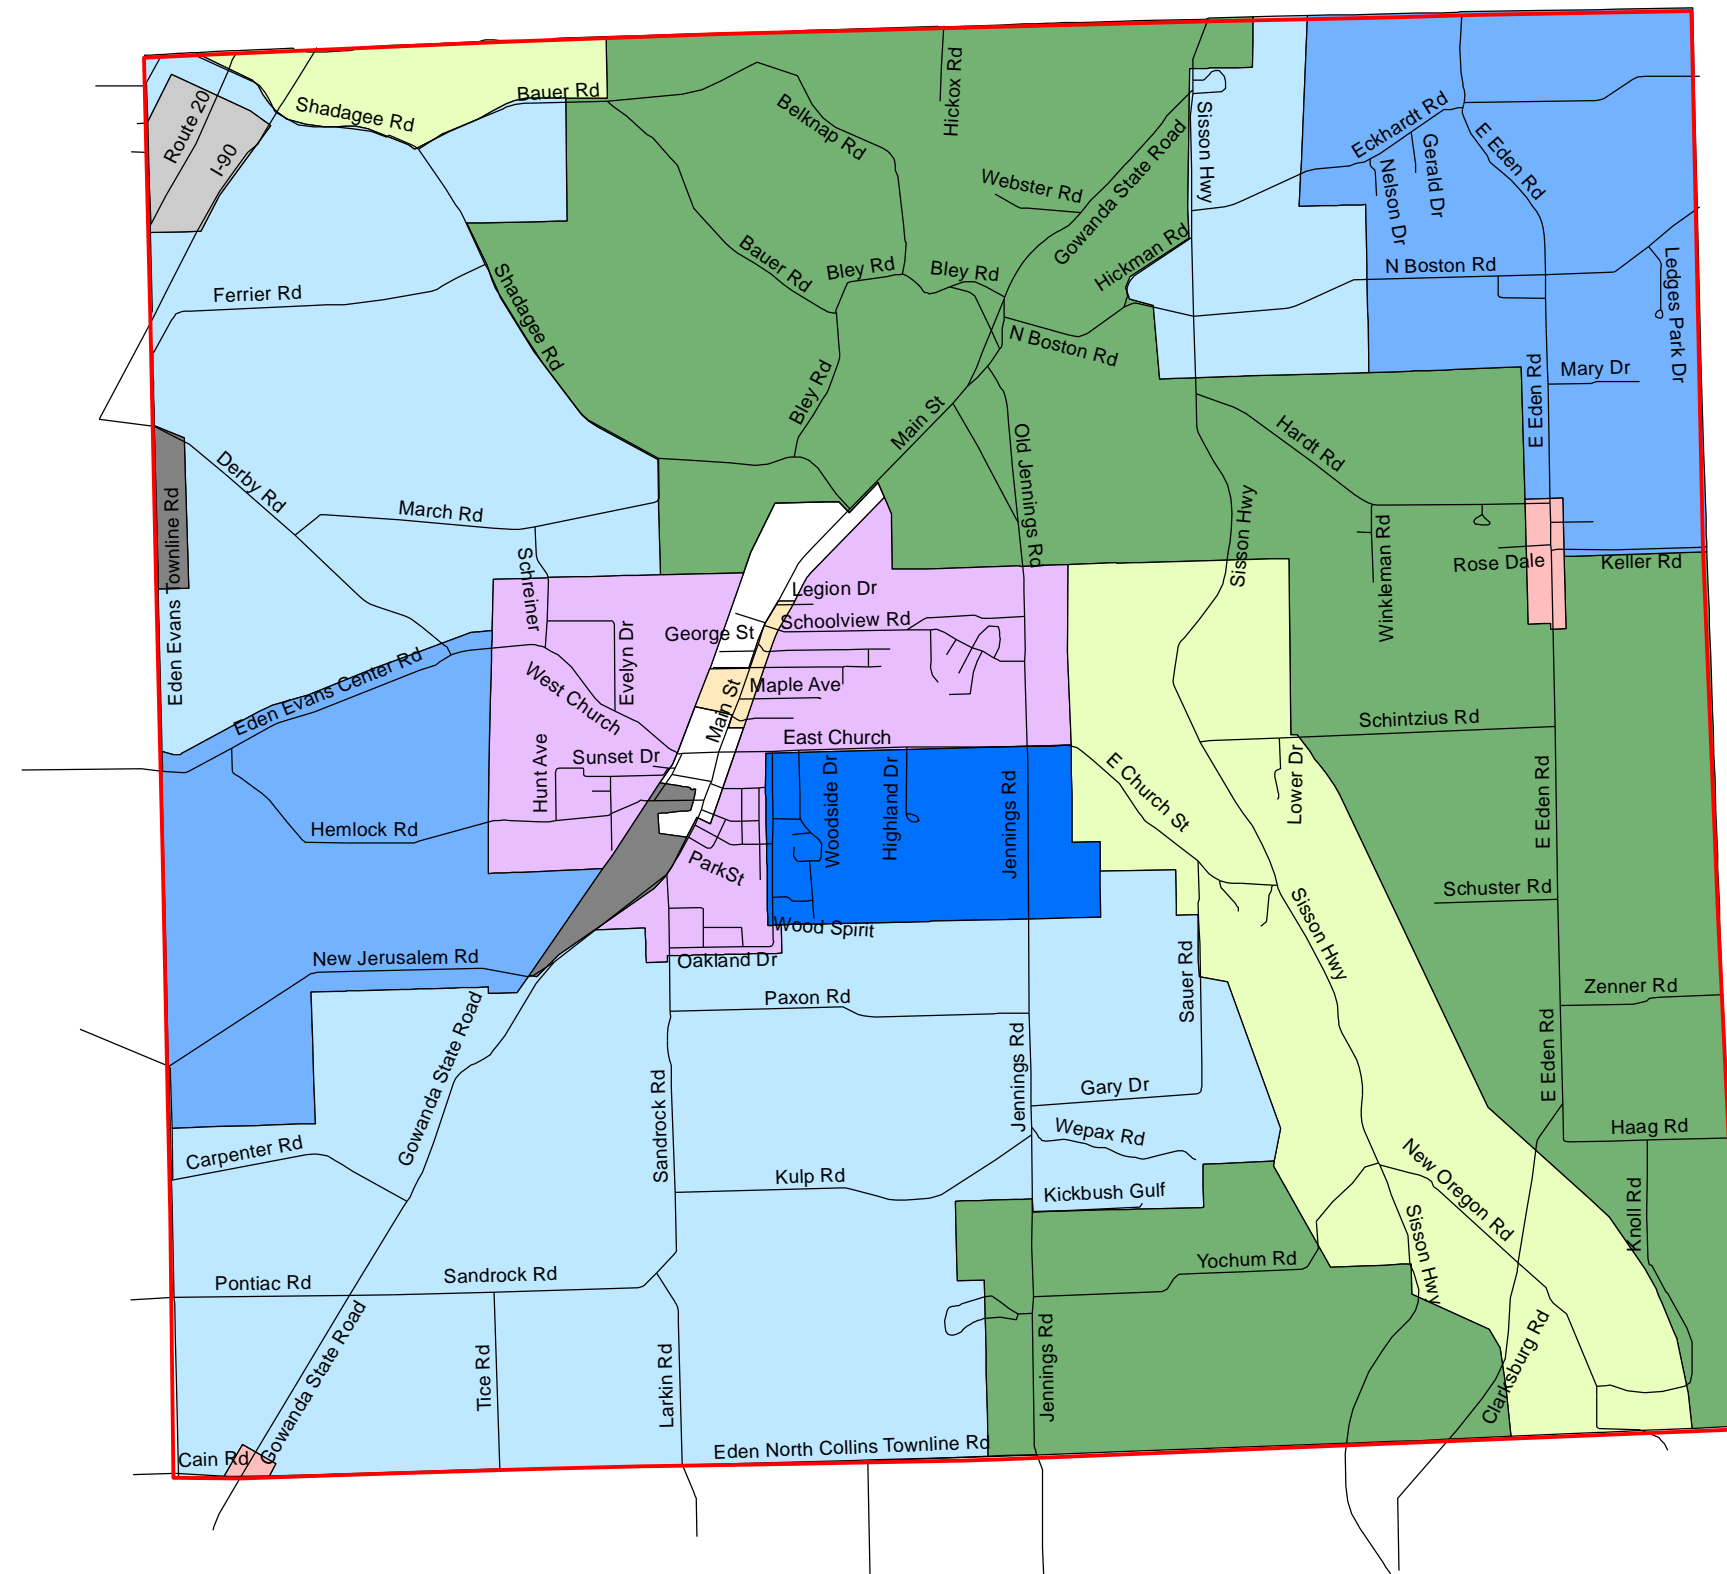 Hickox Rd
Bauer Rd
Shadagee Rd
Belknap Rd
Route 20
I-90
Sisson Hwy
Eckhardt Rd
E Eden Rd
Gerald Dr
Nelson Dr
Webster Rd
Gowanda State Road
Hickman Rd
Bauer Rd
Bley Rd
Bley Rd
N Boston Rd
Ledges Park Dr
Ferrier Rd
Shadagee Rd
N Boston Rd
Mary Dr
E Eden Rd
Bley Rd
Main St
Old Jennings Rd
Hardt Rd
Derby Rd
March Rd
Sisson Hwy
Winkleman Rd
Rose Dale
Keller Rd
Eden Evans Townline Rd
Schreiner
Legion Dr
Schoolview Rd
George St
Evelyn Dr
Eden Evans Center Rd
West Church
Maple Ave
Main St
Schintzius Rd
East Church
Sunset Dr
Hunt Ave
E Church St
Lower Dr
E Eden Rd
Woodside Dr
Highland Dr
Jennings Rd
Hemlock Rd
ParkSt
Schuster Rd
Sisson Hwy
Wood Spirit
Oakland Dr
New Jerusalem Rd
Sauer Rd
Zenner Rd
Paxon Rd
Gowanda State Road
Jennings Rd
E Eden Rd
Sandrock Rd
Gary Dr
Wepax Rd
Haag Rd
Carpenter Rd
New Oregon Rd
Kulp Rd
Kickbush Gulf
Knoll Rd
Sisson Hwy
Yochum Rd
Pontiac Rd
Sandrock Rd
Gowanda State Road
Tice Rd
Larkin Rd
Jennings Rd
Clarksburg Rd
Eden North Collins Townline Rd
Cain Rd